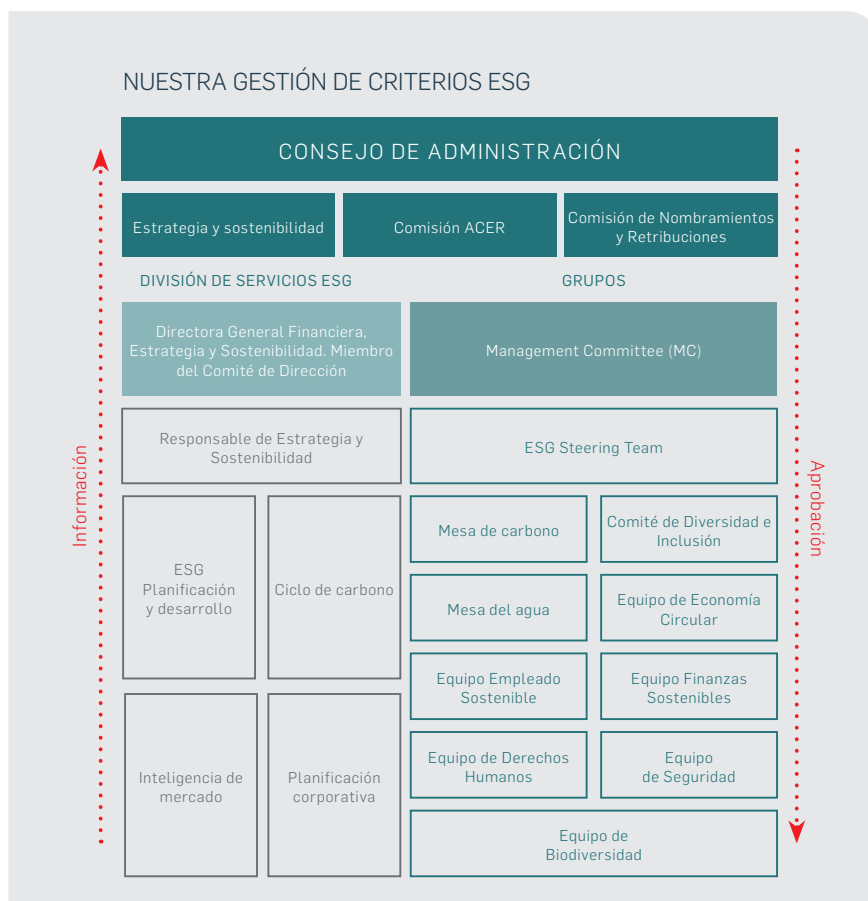 NUESTRA GESTIÓN DE CRITERIOS ESG
CONSEJO DE ADMINISTRACIÓN
Estrategia y sostenibilidad
Comisión ACER
Comisión de Nombramientos
y Retribuciones
DIVISIÓN DE SERVICIOS ESG
GRUPOS
Directora General Financiera,
Estrategia y Sostenibilidad. Miembro
del Comité de Dirección
Management Committee (MC)
Responsable de Estrategia y
Sostenibilidad
ESG Steering Team
ESG
Planificación
y desarrollo
Ciclo de carbono
Mesa de carbono
Comité de Diversidad e
Inclusión
Mesa del agua
Equipo de Economía
Circular
Equipo Empleado
Sostenible
Equipo Finanzas
Sostenibles
Inteligencia de
mercado
Planificación
corporativa
Equipo de Derechos
Humanos
Equipo
de Seguridad
Equipo de
Biodiversidad
Información
Aprobación